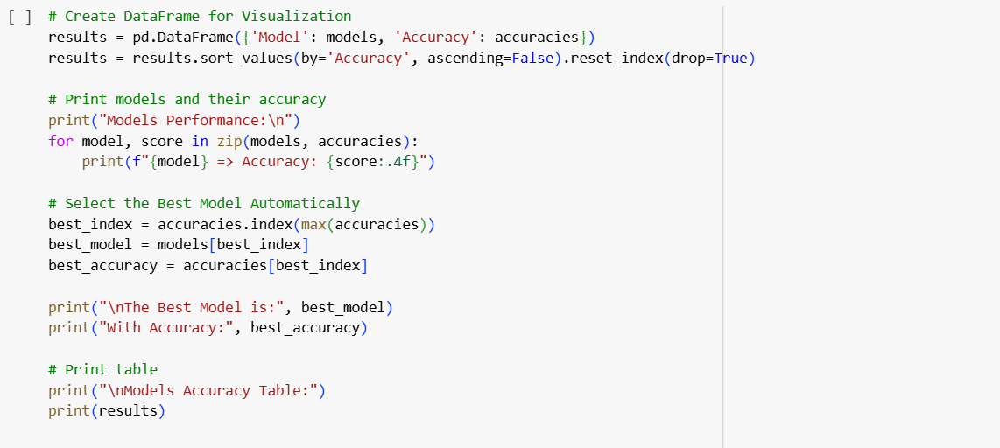 [ ] # Create DataFrame for Visualization
results = pd.DataFrame({'Model': models, 'Accuracy': accuracies})
results = results.sort_values(by='Accuracy', ascending=False).reset_index(drop=True)

# Print models and their accuracy
print("Models Performance:\n")
for model, score in zip(models, accuracies):
    print(f"{model} => Accuracy: {score:.4f}")

# Select the Best Model Automatically
best_index = accuracies.index(max(accuracies))
best_model = models[best_index]
best_accuracy = accuracies[best_index]

print("\nThe Best Model is:", best_model)
print("With Accuracy:", best_accuracy)

# Print table
print("\nModels Accuracy Table:")
print(results)